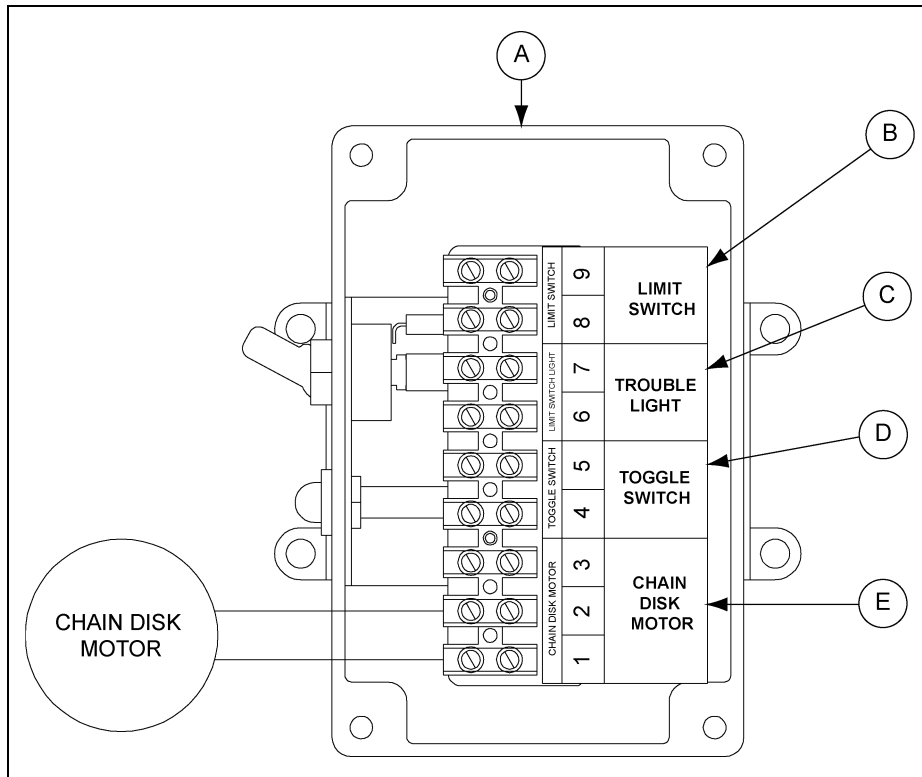 A
B
LIMIT SWITCH
9
8
LIMIT
SWITCH
C
LIMIT SWITCH LIGHT
7
6
TROUBLE
LIGHT
D
TOGGLE SWITCH
5
4
TOGGLE
SWITCH
E
CHAIN DISK MOTOR
3
2
1
CHAIN
DISK
MOTOR
CHAIN DISK
MOTOR